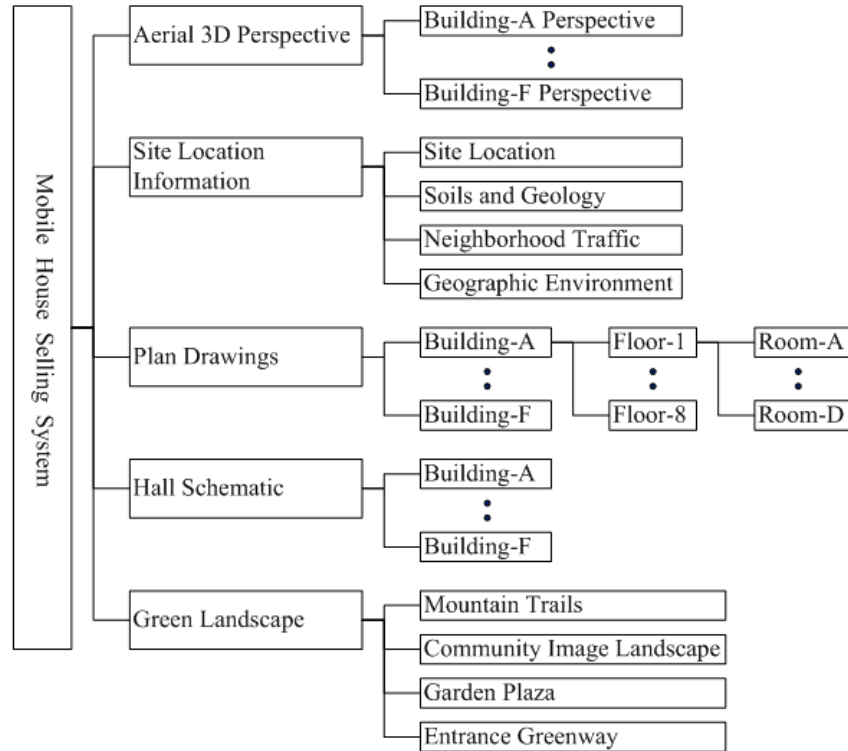 Mobile House Selling System
Aerial 3D Perspective
Building-A Perspective
Building-F Perspective
Site Location
Information
Site Location
Soils and Geology
Neighborhood Traffic
Geographic Environment
Plan Drawings
Building-A
Floor-1
Room-A
Building-F
Floor-8
Room-D
Hall Schematic
Building-A
Building-F
Green Landscape
Mountain Trails
Community Image Landscape
Garden Plaza
Entrance Greenway